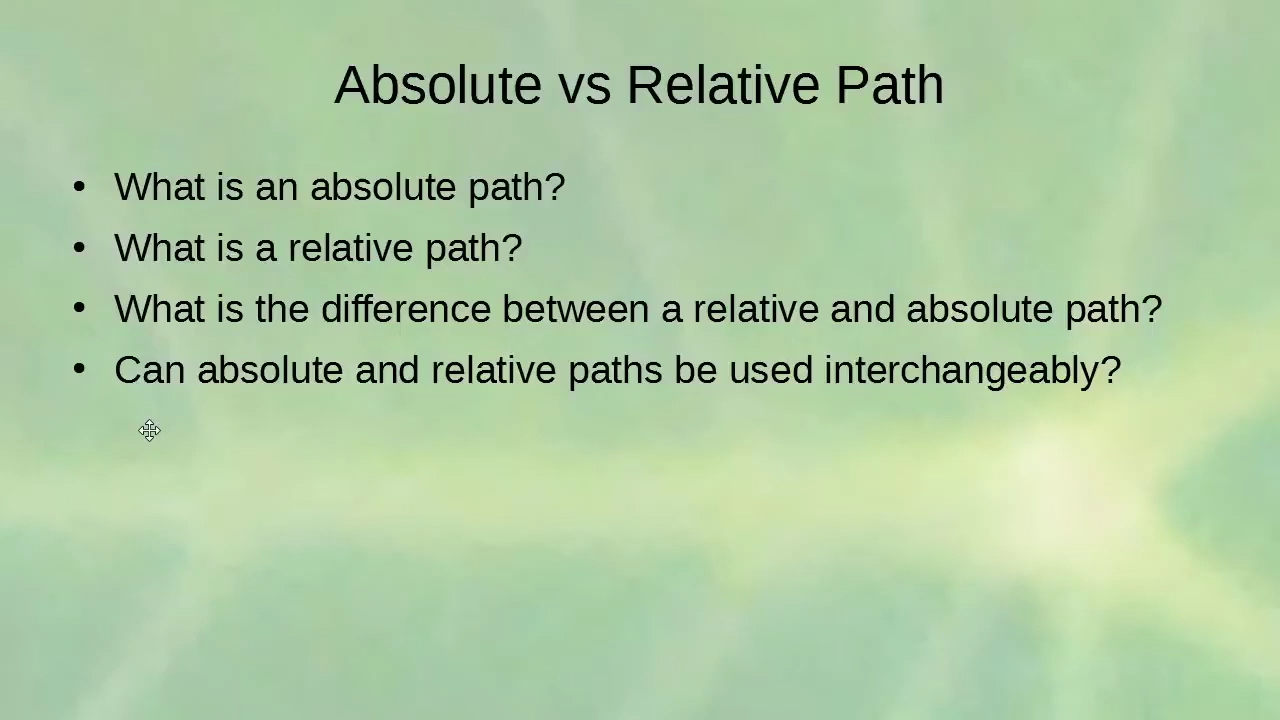 Absolute vs Relative Path
• What is an absolute path?
• What is a relative path?
• What is the difference between a relative and absolute path?
• Can absolute and relative paths be used interchangeably?